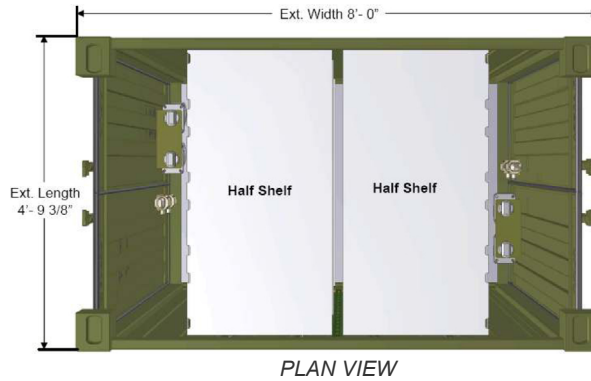 Ext. Width 8'- 0"
Half Shelf
Half Shelf
Ext. Length
4'- 9 3/8"
PLAN VIEW